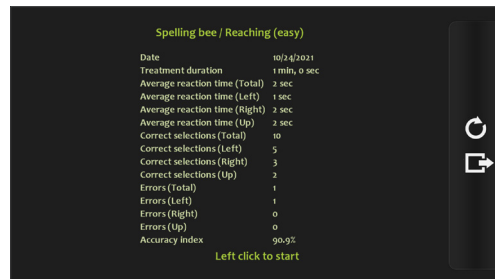 Spelling bee / Reaching (easy)
Date 10/24/2021
Treatment duration 1 min, 0 sec
Average reaction time (Total) 2 sec
Average reaction time (Left) 1 sec
Average reaction time (Right) 2 sec
Average reaction time (Up) 2 sec
Correct selections (Total) 10
Correct selections (Left) 5
Correct selections (Right) 3
Correct selections (Up) 2
Errors (Total) 1
Errors (Left) 1
Errors (Right) 0
Errors (Up) 0
Accuracy index 90.9%
Left click to start